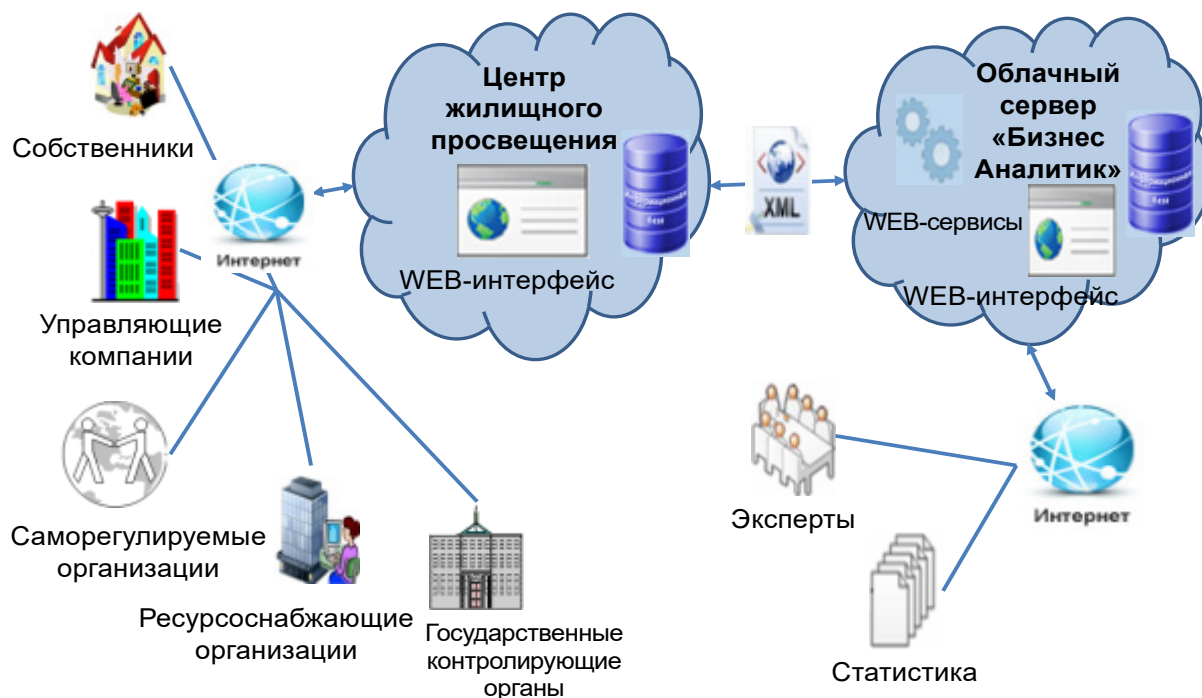 Центр
жилищного
просвещения
WEB-интерфейс
Облачный
сервер
«Бизнес
Аналитик»
WEB-сервисы
WEB-интерфейс
XML
Собственники
Интернет
Управляющие
компании
Саморегулируемые
организации
Ресурсоснабжающие
организации
Государственные
контролирующие
органы
Эксперты
Интернет
Статистика